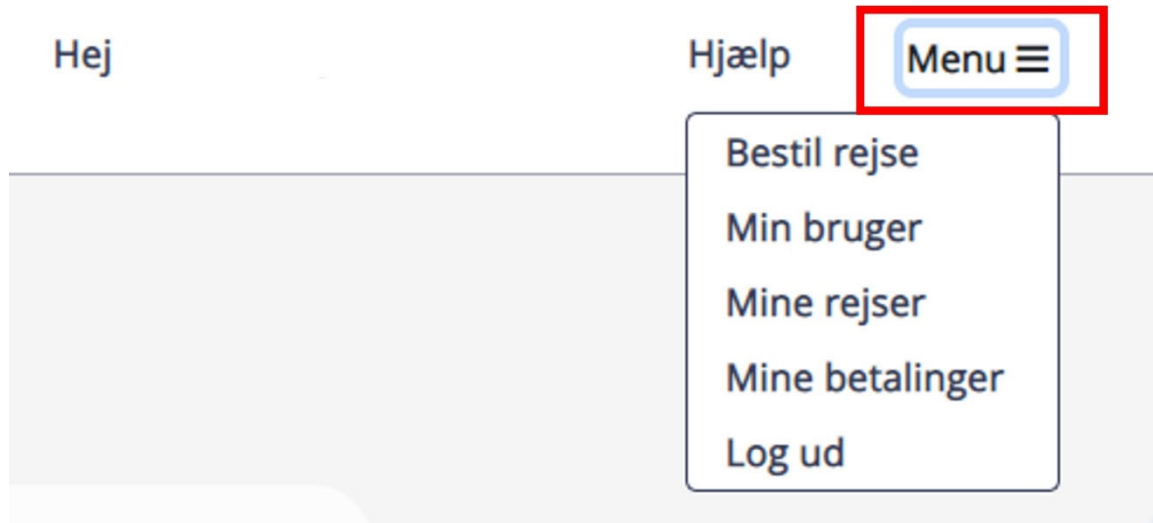 Hej Hjælp Menu
Bestil rejse
Min bruger
Mine rejser
Mine betalinger
Log ud